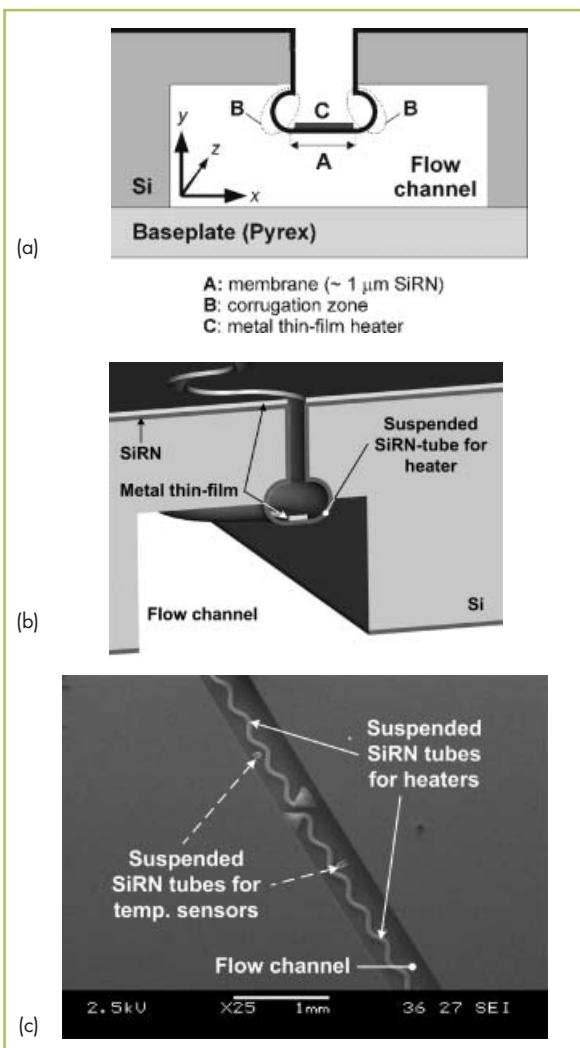 B
C
B
y
z
x
A
Flow
channel
Si
Baseplate (Pyrex)
(a)
A: membrane (~ 1 μm SiRN)
B: corrugation zone
C: metal thin-film heater
SiRN
Suspended
SiRN-tube for
heater
Metal thin-film
Flow channel
Si
(b)
Suspended
SiRN tubes
for heaters
Suspended
SiRN tubes for
temp. sensors
Flow channel
2.5kV X25 1mm 36 27 SEI
(c)